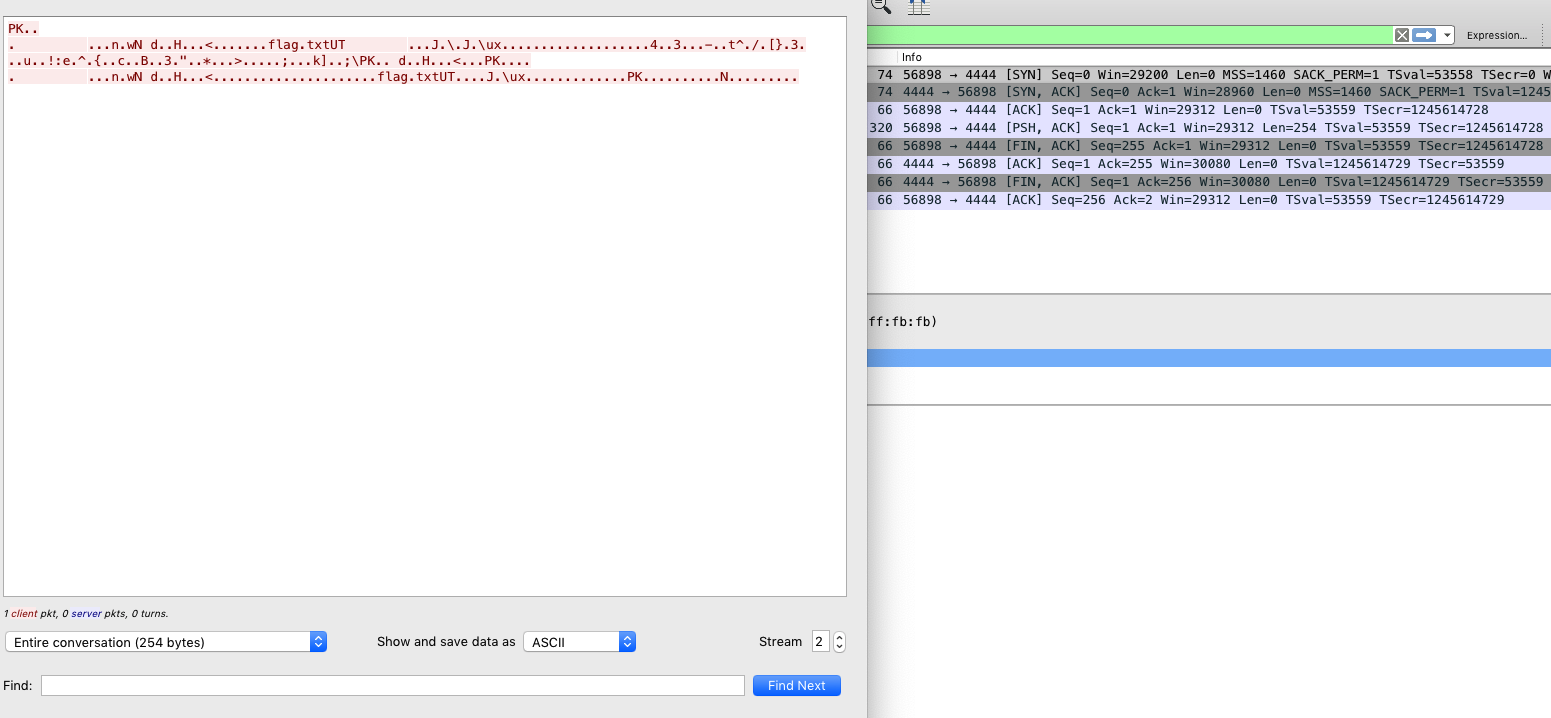 PK..
.         ...n.wN d..H...<.......flag.txtUT        ...J.\.J.\ux...................4..3...—..t^./.[}.3.
..u..!:e.^.{..c..B..3."..*...>.....;...k]..;\PK.. d..H...<...PK....
.         ...n.wN d..H...<.....................flag.txtUT....J.\ux.............PK..........N.........
1 client pkt, 0 server pkts, 0 turns.
Entire conversation (254 bytes)
Show and save data as
ASCII
Stream
2
Find:
Find Next
Expression...
Info
74 56898 → 4444 [SYN] Seq=0 Win=29200 Len=0 MSS=1460 SACK_PERM=1 TSval=53558 TSecr=0 W
74 4444 → 56898 [SYN, ACK] Seq=0 Ack=1 Win=28960 Len=0 MSS=1460 SACK_PERM=1 TSval=1245
66 56898 → 4444 [ACK] Seq=1 Ack=1 Win=29312 Len=0 TSval=53559 TSecr=1245614728
320 56898 → 4444 [PSH, ACK] Seq=1 Ack=1 Win=29312 Len=254 TSval=53559 TSecr=1245614728
66 56898 → 4444 [FIN, ACK] Seq=255 Ack=1 Win=29312 Len=0 TSval=53559 TSecr=1245614728
66 4444 → 56898 [ACK] Seq=1 Ack=255 Win=30080 Len=0 TSval=1245614729 TSecr=53559
66 4444 → 56898 [FIN, ACK] Seq=1 Ack=256 Win=30080 Len=0 TSval=1245614729 TSecr=53559
66 56898 → 4444 [ACK] Seq=256 Ack=2 Win=29312 Len=0 TSval=53559 TSecr=1245614729
ff:fb:fb)